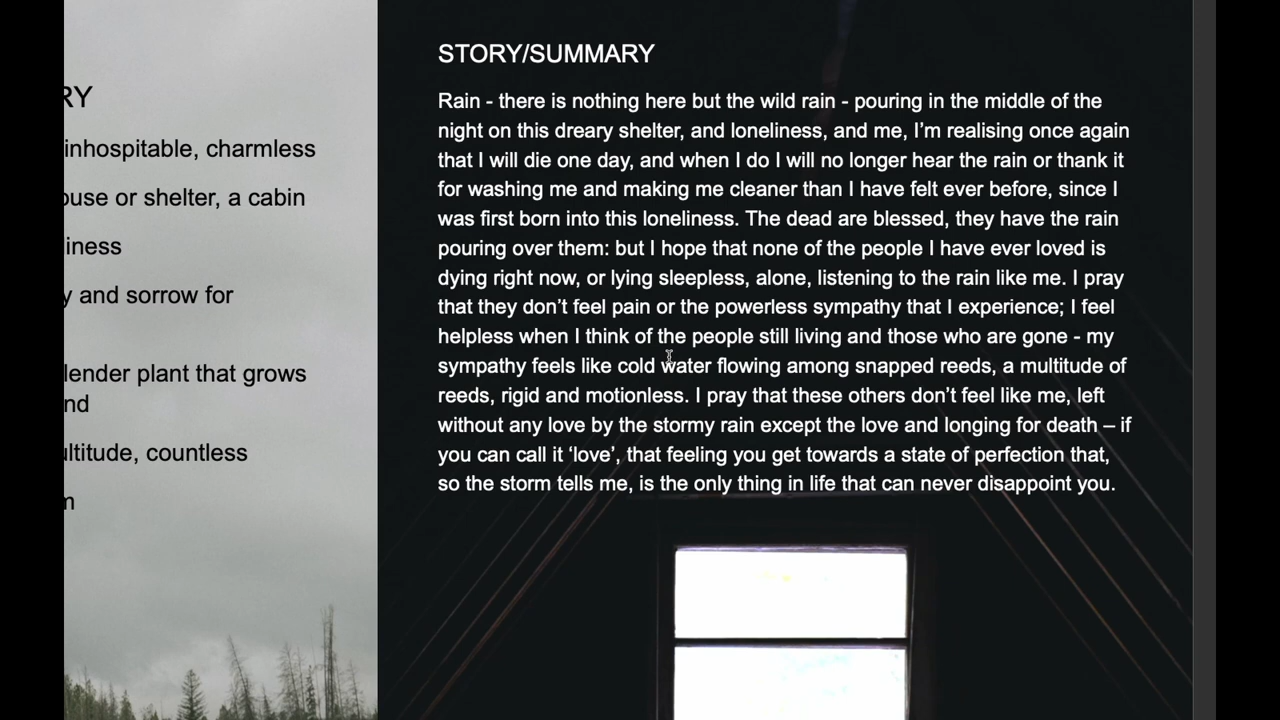 RY
inhospitable, charmless
ouse or shelter, a cabin
liness
y and sorrow for
lender plant that grows
nd
ultitude, countless
m
STORY/SUMMARY
Rain - there is nothing here but the wild rain - pouring in the middle of the
night on this dreary shelter, and loneliness, and me, I’m realising once again
that I will die one day, and when I do I will no longer hear the rain or thank it
for washing me and making me cleaner than I have felt ever before, since I
was first born into this loneliness. The dead are blessed, they have the rain
pouring over them: but I hope that none of the people I have ever loved is
dying right now, or lying sleepless, alone, listening to the rain like me. I pray
that they don’t feel pain or the powerless sympathy that I experience; I feel
helpless when I think of the people still living and those who are gone - my
sympathy feels like cold water flowing among snapped reeds, a multitude of
reeds, rigid and motionless. I pray that these others don’t feel like me, left
without any love by the stormy rain except the love and longing for death – if
you can call it ‘love’, that feeling you get towards a state of perfection that,
so the storm tells me, is the only thing in life that can never disappoint you.